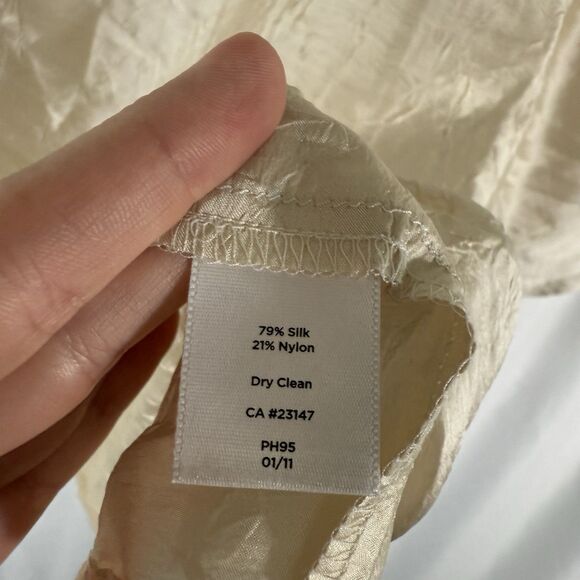 79% Silk
21% Nylon
Dry Clean
CA #23147
PH95
01/11